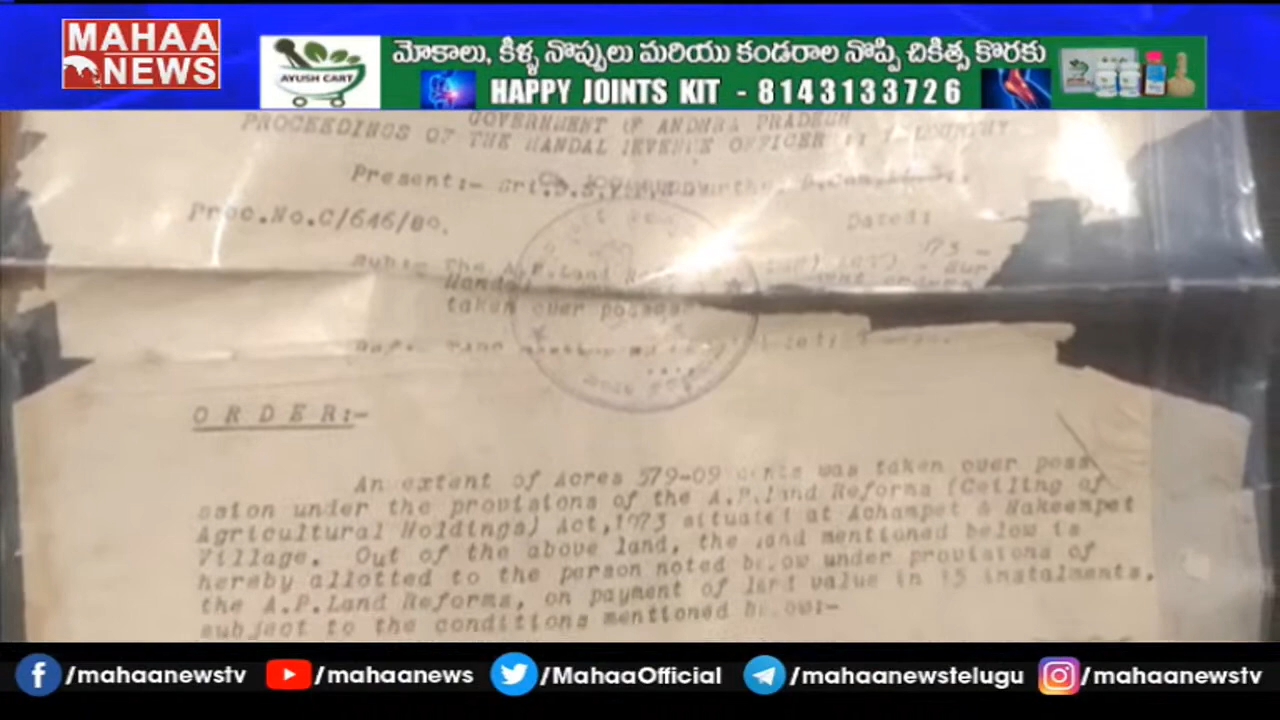 MAHAA
NEWS
AYUSH CART
మోకాలు, కీళ్ళ నొప్పులు మరియు కండరాల నొప్పి చికిత్స కొరకు
HAPPY JOINTS KIT - 8143133726
GOVERNMENT OF ANDHRA PRADESH
PROCEEDINGS OF THE MANDAL REVENUE OFFICER
Present:- Sri.
Proc.No.C/646/80.
Dated:
Sub:- The A.P.Land
taken over
O R D E R:-
An extent of Acres 579-09 cents was taken over poss
ssion under the provisions of the A.P.Land Reforms (Ceiling of
Agricultural Holdings) Act,1973 situated at Achampet & Hakeempet
Village. Out of the above land, the land mentioned below is
hereby allotted to the person noted below under provisions of
the A.P.Land Reforms, on payment of land value in 15 instalments,
subject to the conditions mentioned below:-
/mahaanewstv
/mahaanews
/MahaaOfficial
/mahaanewstelugu
/mahaanewstv